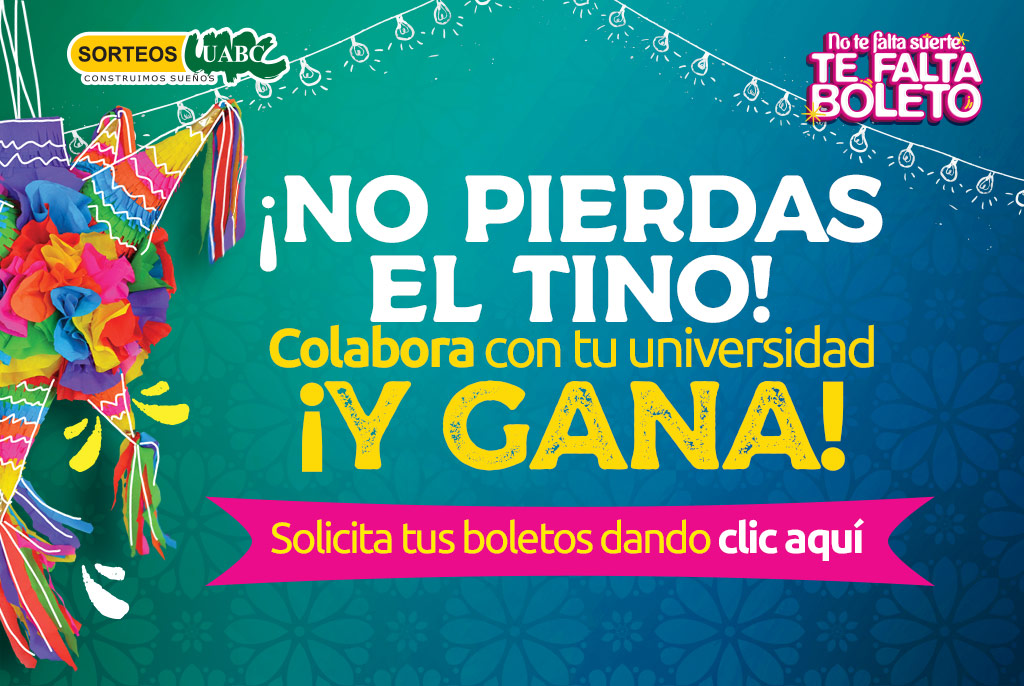 SORTEOS UABC
CONSTRUIMOS SUEÑOS
No te falta suerte,
TE FALTA
BOLETO
¡NO PIERDAS
EL TINO!
Colabora con tu universidad
¡Y GANA!
Solicita tus boletos dando clic aquí